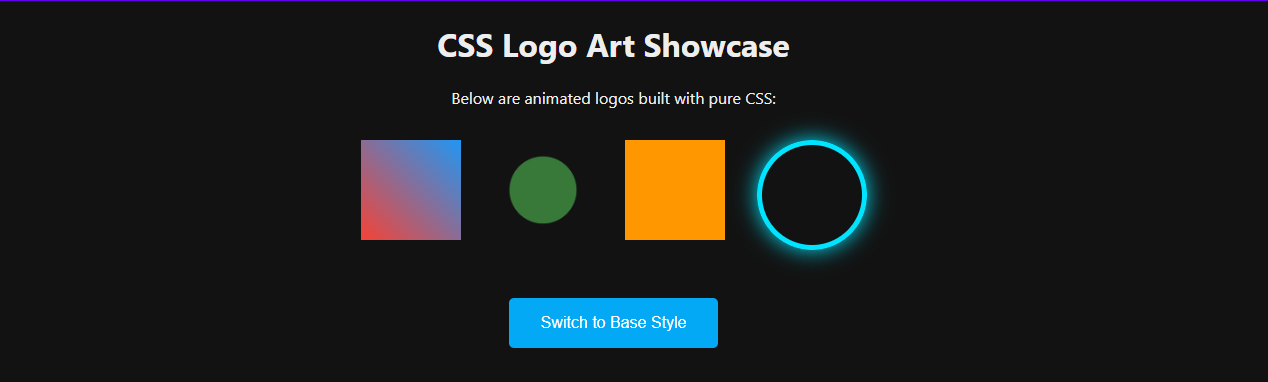 CSS Logo Art Showcase
Below are animated logos built with pure CSS:
Switch to Base Style